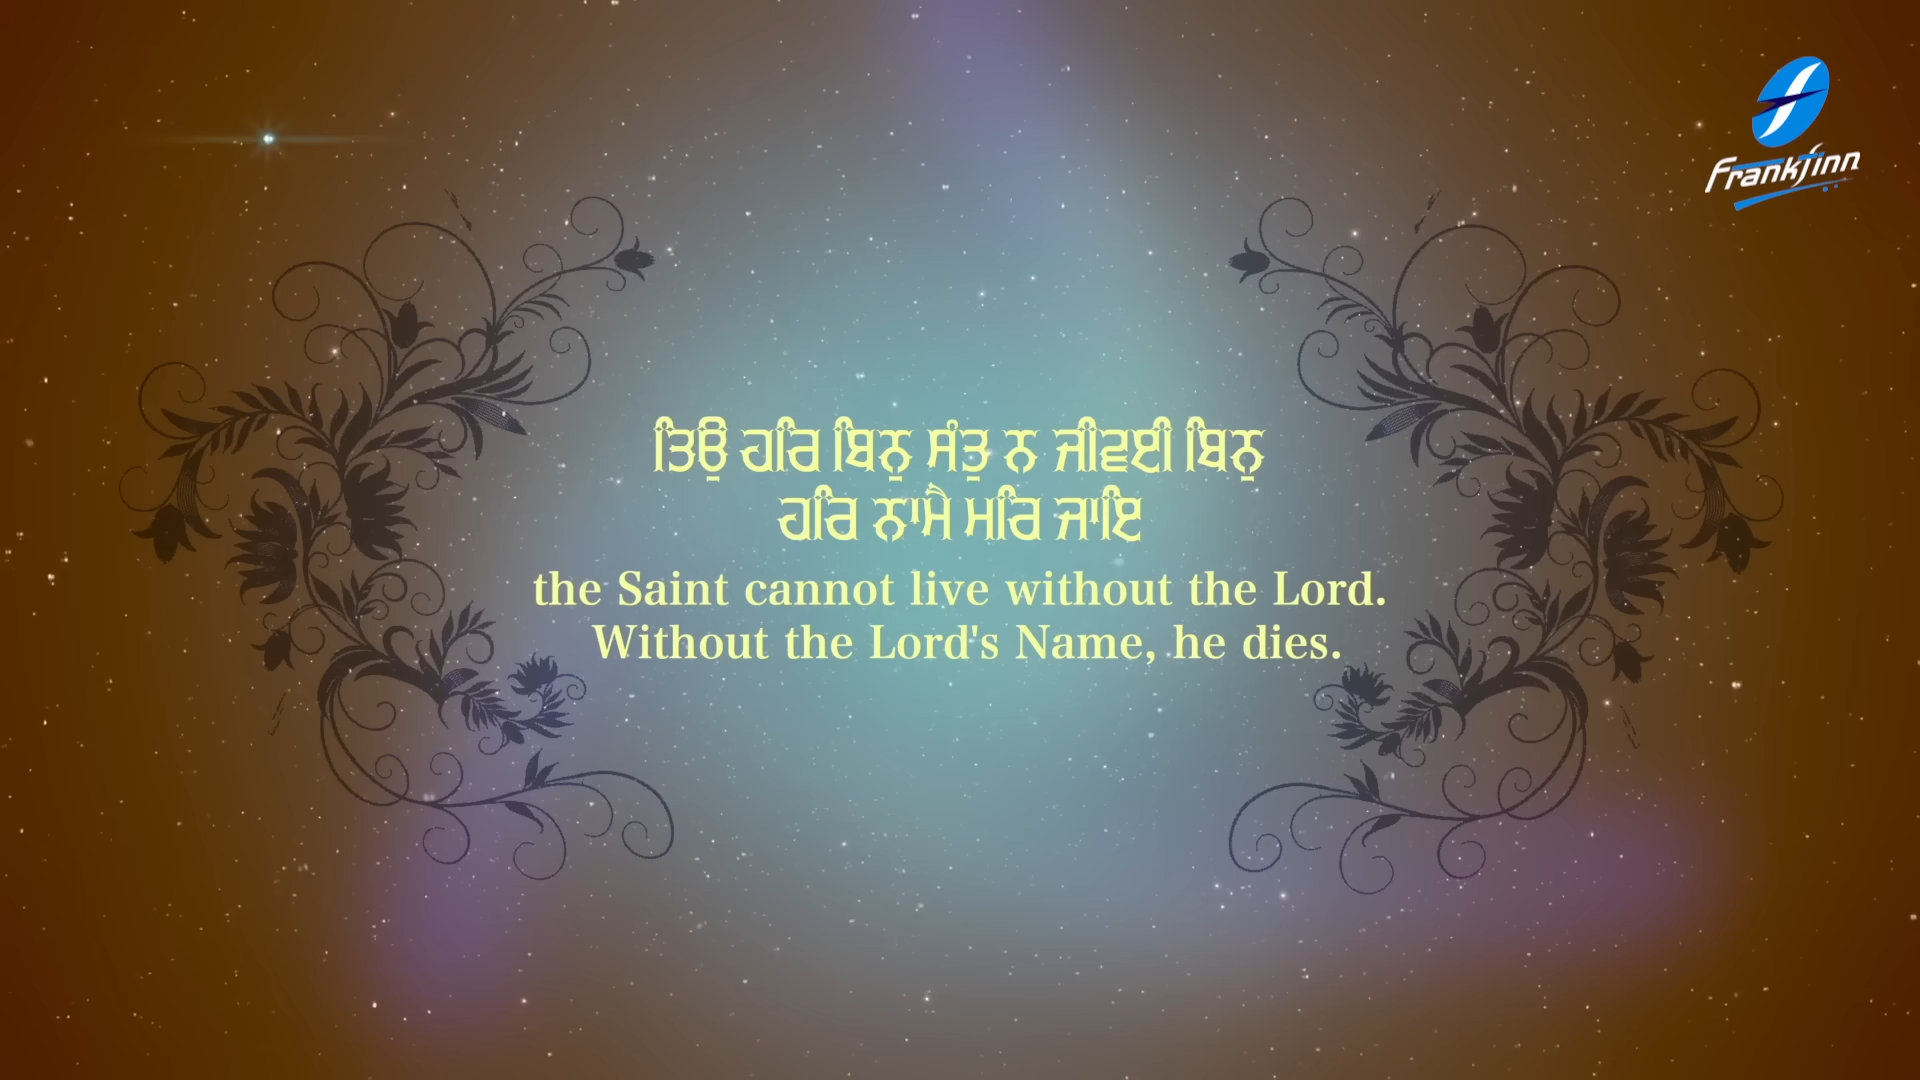 Frankfinn
ਤਿਉ ਹਰਿ ਬਿਨੁ ਸੰਤੁ ਨ ਜੀਵਈ ਬਿਨੁ
ਹਰਿ ਨਾਮੈ ਮਰਿ ਜਾਇ
the Saint cannot live without the Lord.
Without the Lord's Name, he dies.